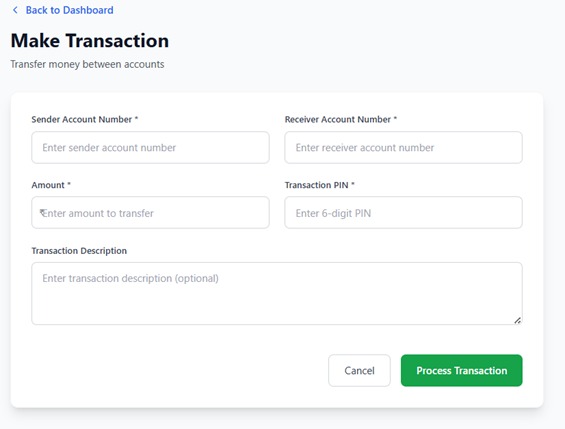 Back to Dashboard
Make Transaction
Transfer money between accounts
Sender Account Number *
Receiver Account Number *
Enter sender account number
Enter receiver account number
Amount *
Transaction PIN *
₹Enter amount to transfer
Enter 6-digit PIN
Transaction Description
Enter transaction description (optional)
Cancel
Process Transaction